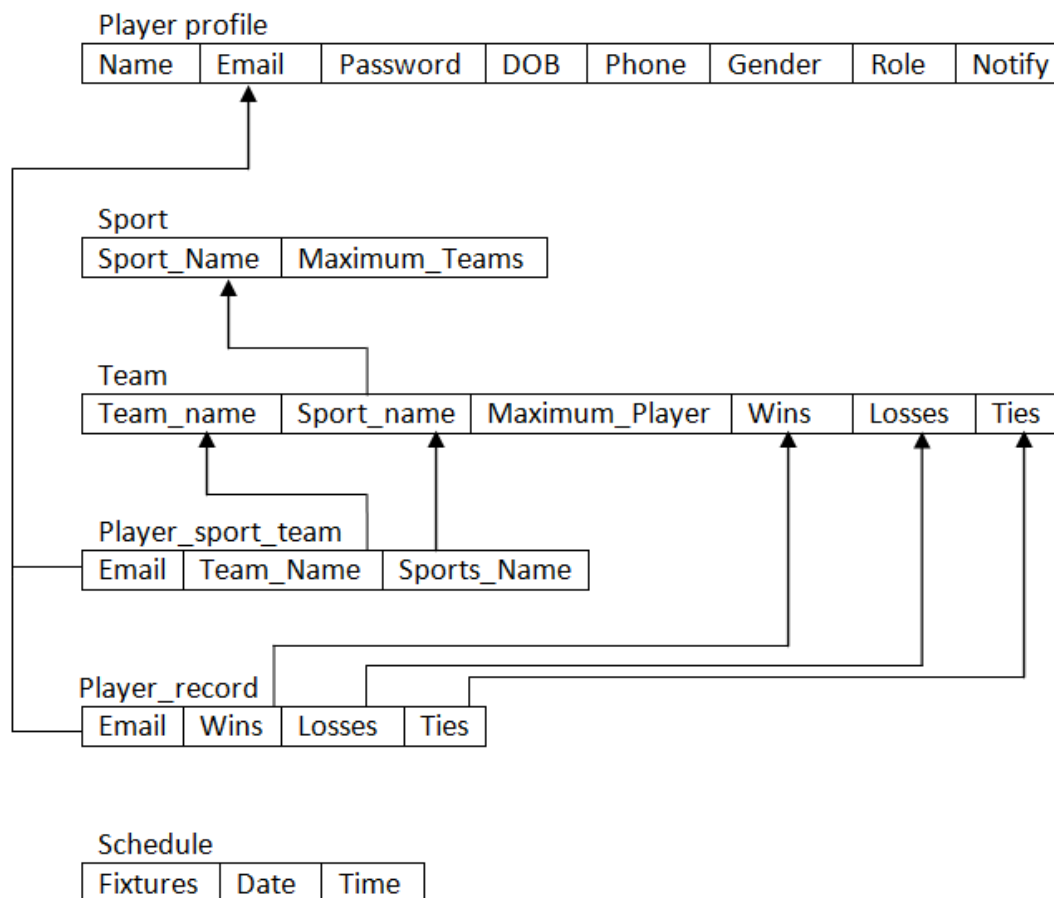 Player profile
Name Email Password DOB Phone Gender Role Notify
Sport
Sport_Name Maximum_Teams
Team
Team_name Sport_name Maximum_Player Wins Losses Ties
Player_sport_team
Email Team_Name Sports_Name
Player_record
Email Wins Losses Ties
Schedule
Fixtures Date Time